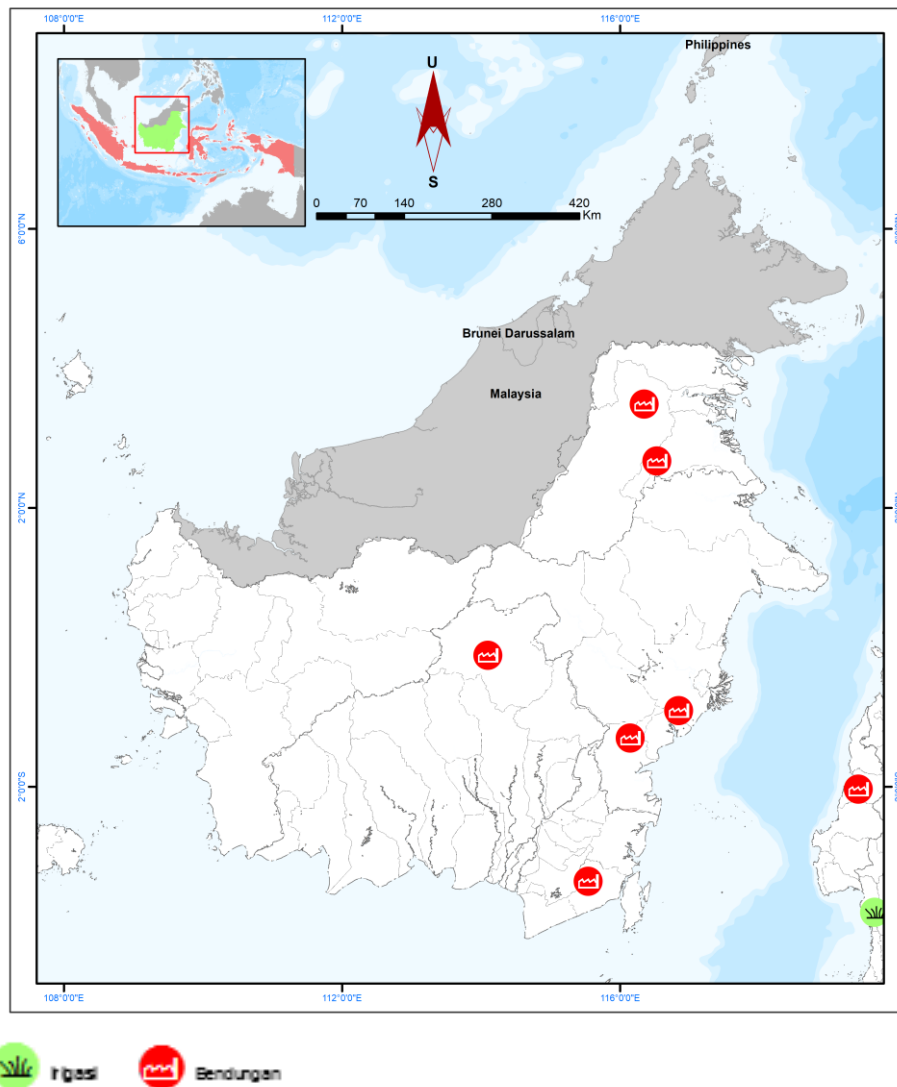 108°0'0"E 112°0'0"E 116°0'0"E
Philippines
U
S
0 70 140 280 420
Km
6°0'0"N
Brunei Darussalam
Malaysia
2°0'0"N
2°0'0"S
108°0'0"E 112°0'0"E 116°0'0"E
Irigasi Bendungan